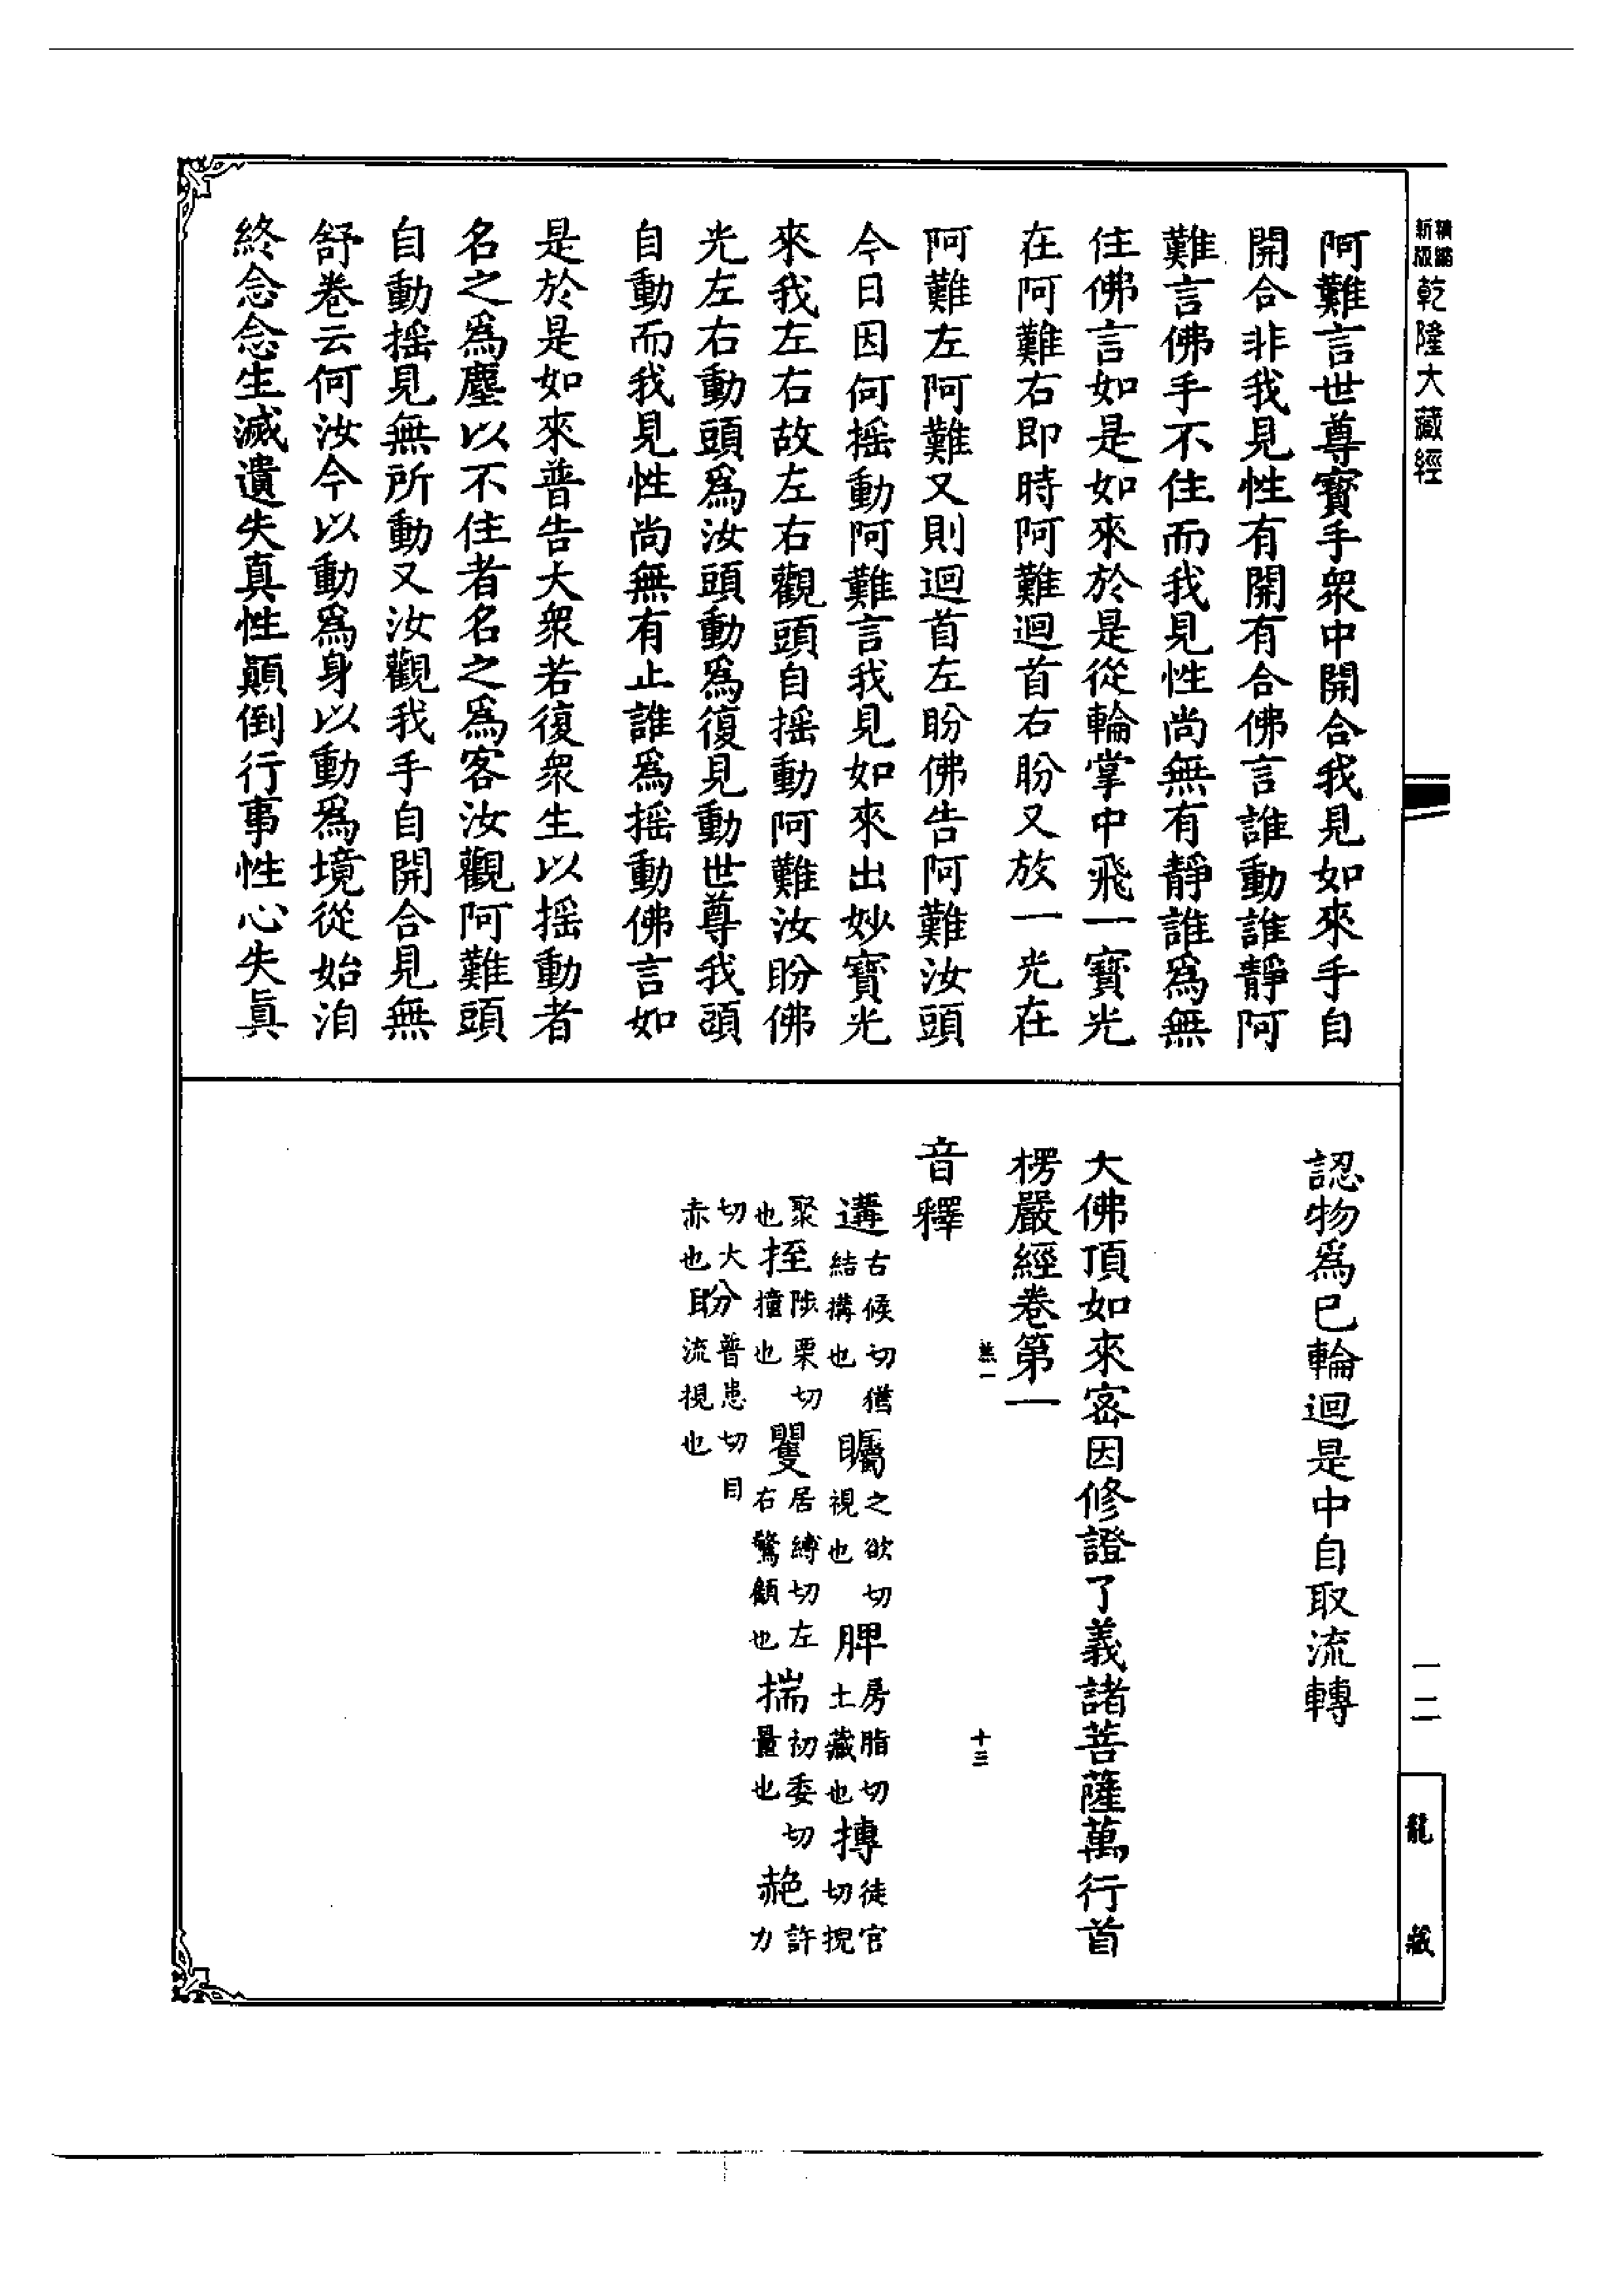 新版精縮乾隆大藏經
阿難言世尊寳手衆中開合我見如來手自
開合非我見性有開有合佛言誰動誰靜阿
難言佛手不住而我見性尚無有靜誰爲無
住佛言如是如來於是從輪掌中飛一寳光
在阿難右即時阿難迴首右盼又放一光在
阿難左阿難又則迴首左盼佛告阿難汝頭
今日因何揺動阿難言我見如來出妙寳光
來我左右故左右觀頭自揺動阿難汝盼佛
光左右動頭爲汝頭動爲復見動世尊我頭
自動而我見性尚無有止誰爲揺動佛言如
是於是如來普告大衆若復衆生以揺動者
名之爲塵以不住者名之爲客汝觀阿難頭
自動揺見無所動又汝觀我手自開合見無
舒卷云何汝今以動爲身以動爲境從始洎
終念念生滅遺失真性顚倒行事性心失眞
認物爲已輪迴是中自取流轉
大佛頂如來密因修證了義諸菩薩萬行首
楞嚴經卷第一
十三
音釋
遘古候切猶結構也 矚之欲切視也 脾房脂切土藏也 摶徒官切捏
聚也 挃陟栗切撞也 矍居縛切左右驚顧也 揣初委切量也 赩許力
切大赤也 盼普患切目流視也
一二
龍藏